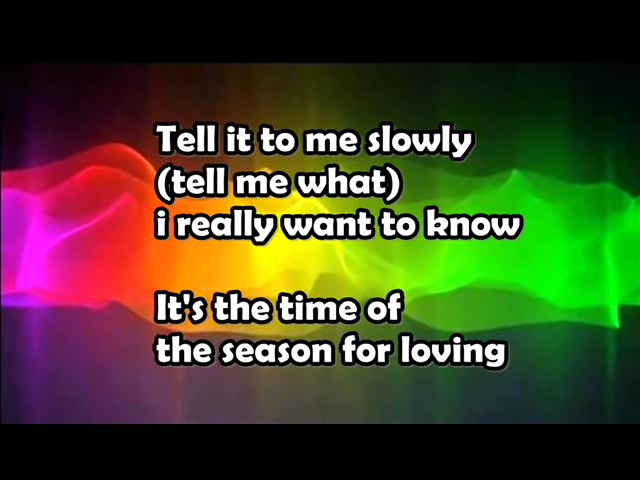 Tell it to me slowly
(tell me what)
i really want to know
It's the time of
the season for loving